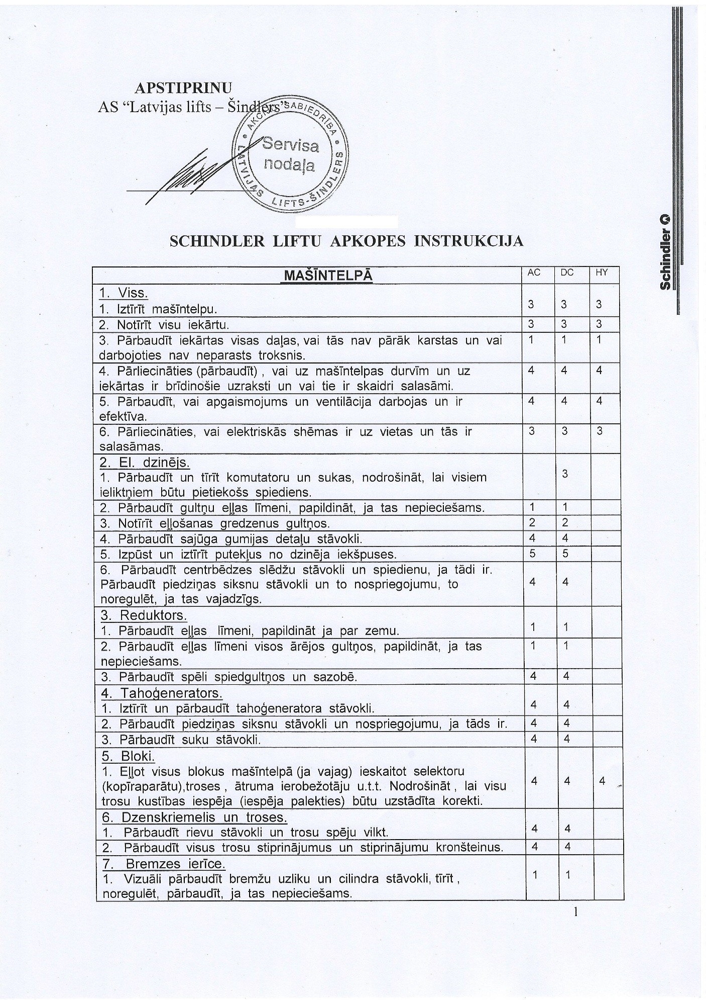 APSTIPRINU
AS “Latvijas lifts – Šindlers”
AKCIJU SABIEDRĪBA • LATVIJAS LIFTS-ŠINDLERS •
Servisa
nodaļa
Schindler
SCHINDLER LIFTU APKOPES INSTRUKCIJA
MAŠĪNTELPĀ AC DC HY
1. Viss.
1. Iztīrīt mašīntelpu. 3 3 3
2. Notīrīt visu iekārtu. 3 3 3
3. Pārbaudīt iekārtas visas daļas, vai tās nav pārāk karstas un vai 1 1 1
darbojoties nav neparasts troksnis.
4. Pārliecināties (pārbaudīt) , vai uz mašīntelpas durvīm un uz 4 4 4
iekārtas ir brīdinošie uzraksti un vai tie ir skaidri salasāmi.
5. Pārbaudīt, vai apgaismojums un ventilācija darbojas un ir 4 4 4
efektīva.
6. Pārliecināties, vai elektriskās shēmas ir uz vietas un tās ir 3 3 3
salasāmas.
2. El. dzinējs.
1. Pārbaudīt un tīrīt komutatoru un sukas, nodrošināt, lai visiem 3
ieliktņiem būtu pietiekošs spiediens.
2. Pārbaudīt gultņu eļļas līmeni, papildināt, ja tas nepieciešams. 1 1
3. Notīrīt eļļošanas gredzenus gultņos. 2 2
4. Pārbaudīt sajūga gumijas detaļu stāvokli. 4 4
5. Izpūst un iztīrīt putekļus no dzinēja iekšpuses. 5 5
6. Pārbaudīt centrbēdzes slēdžu stāvokli un spiedienu, ja tādi ir.
Pārbaudīt piedziņas siksnu stāvokli un to nospriegojumu, to 4 4
noregulēt, ja tas vajadzīgs.
3. Reduktors.
1. Pārbaudīt eļļas līmeni, papildināt ja par zemu. 1 1
2. Pārbaudīt eļļas līmeni visos ārējos gultņos, papildināt, ja tas 1 1
nepieciešams.
3. Pārbaudīt spēli spiedgultņos un sazobē. 4 4
4. Tahoģenerators.
1. Iztīrīt un pārbaudīt tahoģeneratora stāvokli. 4 4
2. Pārbaudīt piedziņas siksnu stāvokli un nospriegojumu, ja tāds ir. 4 4
3. Pārbaudīt suku stāvokli. 4 4
5. Bloki.
1. Eļļot visus blokus mašīntelpā (ja vajag) ieskaitot selektoru
(kopīraparātu),troses , ātruma ierobežotāju u.t.t. Nodrošināt , lai visu 4 4 4
trosu kustības iespēja (iespēja palekties) būtu uzstādīta korekti.
6. Dzenskriemelis un troses.
1. Pārbaudīt rievu stāvokli un trosu spēju vilkt. 4 4
2. Pārbaudīt visus trosu stiprinājumus un stiprinājumu kronšteinus. 4 4
7. Bremzes ierīce.
1. Vizuāli pārbaudīt bremžu uzliku un cilindra stāvokli, tīrīt , 1 1
noregulēt, pārbaudīt, ja tas nepieciešams.
1